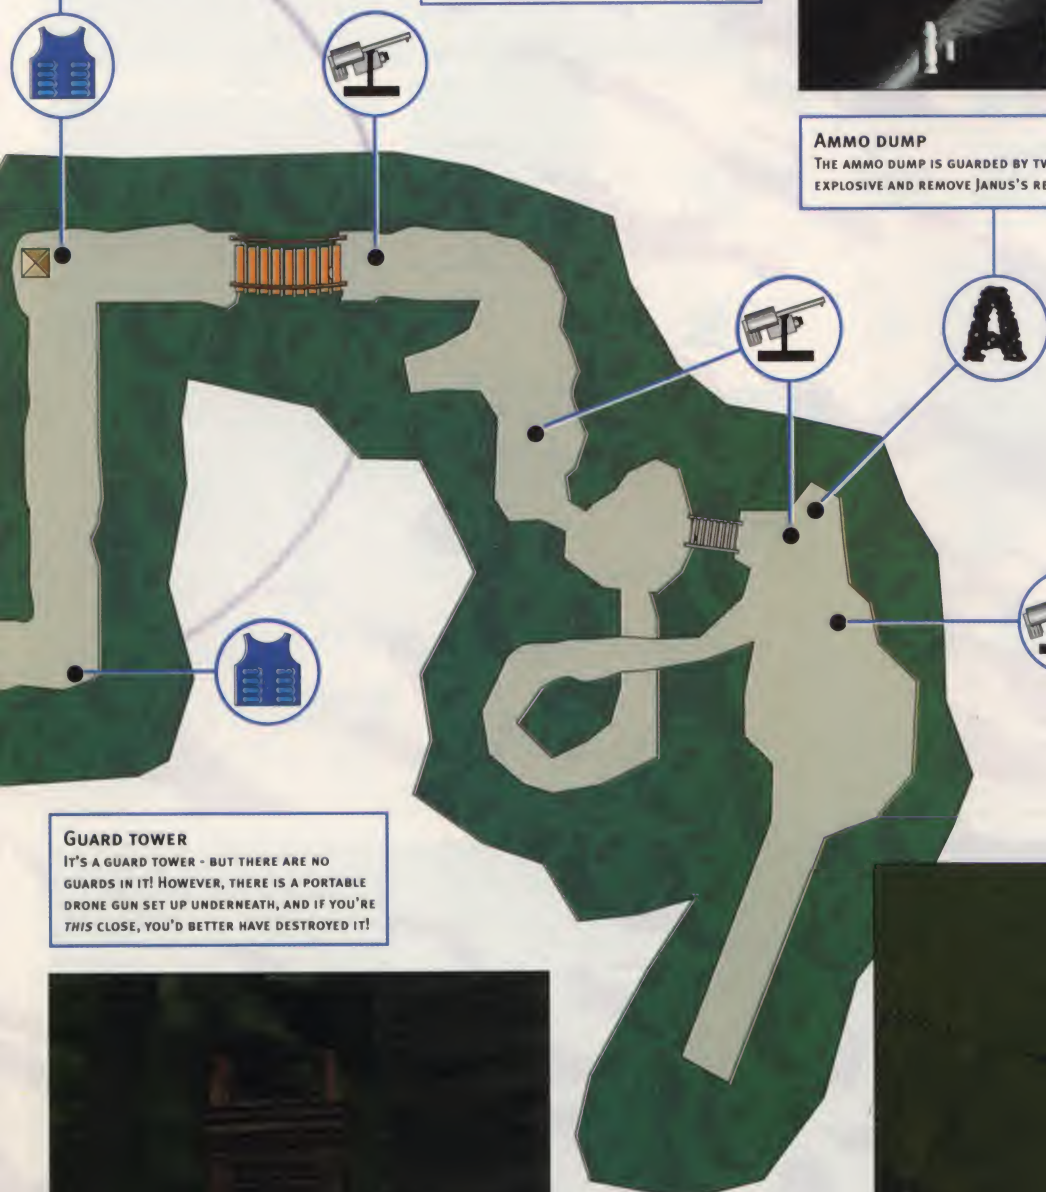 AMMO DUMP
THE AMMO DUMP IS GUARDED BY
EXPLOSIVE AND REMOVE JANUS'S
A
GUARD TOWER
IT'S A GUARD TOWER - BUT THERE ARE NO
GUARDS IN IT! HOWEVER, THERE IS A PORTABLE
DRONE GUN SET UP UNDERNEATH, AND IF YOU'RE
THIS CLOSE, YOU'D BETTER HAVE DESTROYED IT!